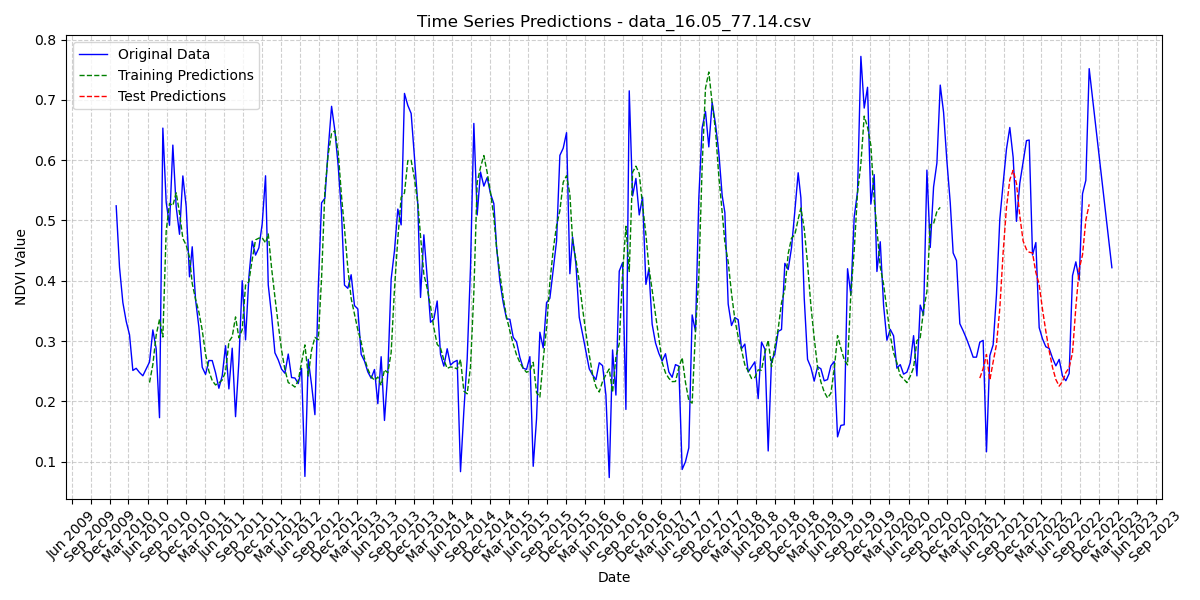 Time Series Predictions - data_16.05_77.14.csv
Original Data
Training Predictions
Test Predictions
NDVI Value
0.8
0.7
0.6
0.5
0.4
0.3
0.2
0.1
Jun 2009
Sep 2009
Dec 2009
Mar 2010
Jun 2010
Sep 2010
Dec 2010
Mar 2011
Jun 2011
Sep 2011
Dec 2011
Mar 2012
Jun 2012
Sep 2012
Dec 2012
Mar 2013
Jun 2013
Sep 2013
Dec 2013
Mar 2014
Jun 2014
Sep 2014
Dec 2014
Mar 2015
Jun 2015
Sep 2015
Dec 2015
Mar 2016
Jun 2016
Sep 2016
Dec 2016
Mar 2017
Jun 2017
Sep 2017
Dec 2017
Mar 2018
Jun 2018
Sep 2018
Dec 2018
Mar 2019
Jun 2019
Sep 2019
Dec 2019
Mar 2020
Jun 2020
Sep 2020
Dec 2020
Mar 2021
Jun 2021
Sep 2021
Dec 2021
Mar 2022
Jun 2022
Sep 2022
Dec 2022
Mar 2023
Jun 2023
Sep 2023
Date